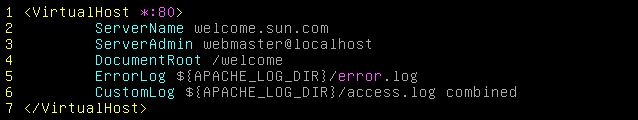 1 <VirtualHost *:80>
2         ServerName welcome.sun.com
3         ServerAdmin webmaster@localhost
4         DocumentRoot /welcome
5         ErrorLog ${APACHE_LOG_DIR}/error.log
6         CustomLog ${APACHE_LOG_DIR}/access.log combined
7 </VirtualHost>